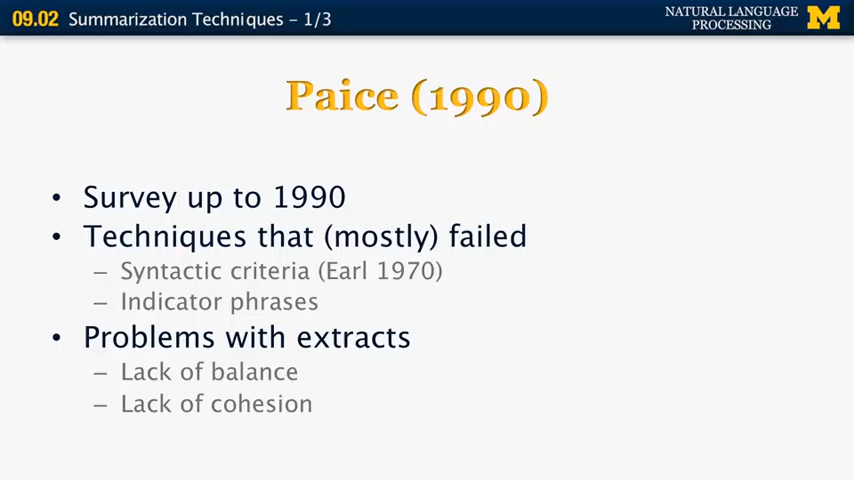 09.02 Summarization Techniques – 1/3
NATURAL LANGUAGE
PROCESSING
M
Paice (1990)
• Survey up to 1990
• Techniques that (mostly) failed
– Syntactic criteria (Earl 1970)
– Indicator phrases
• Problems with extracts
– Lack of balance
– Lack of cohesion